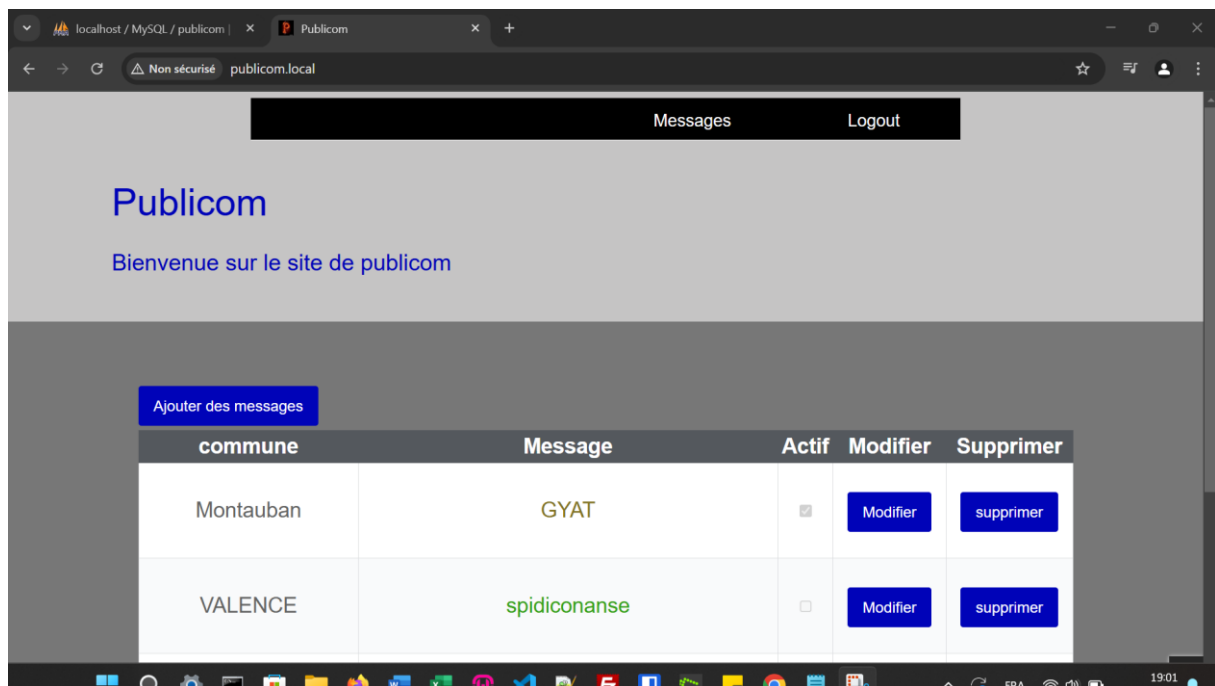 localhost / MySQL / publicom |
Publicom
Non sécurisé publicom.local
Messages Logout
Publicom
Bienvenue sur le site de publicom
Ajouter des messages
commune Message Actif Modifier Supprimer
Montauban GYAT Modifier supprimer
VALENCE spidiconanse Modifier supprimer
FRA 19:01